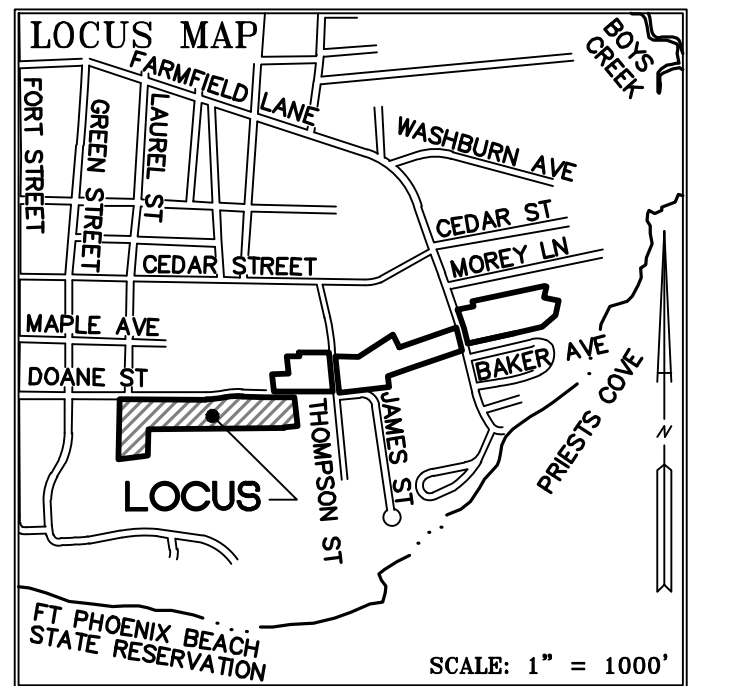 LOCUS MAP
BOYS
CREEK
FARMFIELD LANE
FORT STREET
GREEN STREET
LAUREL ST
WASHBURN AVE
CEDAR ST
MOREY LN
CEDAR STREET
MAPLE AVE
DOANE ST
BAKER AVE
PRIESTS COVE
THOMPSON ST
JAMES ST
LOCUS
N
FT PHOENIX BEACH
STATE RESERVATION
SCALE: 1" = 1000'